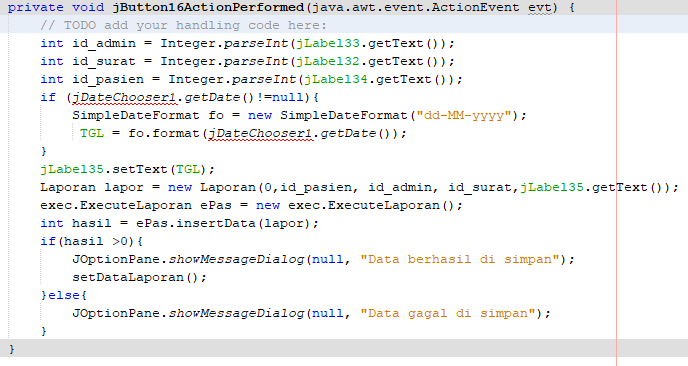 private void jButton16ActionPerformed(java.awt.event.ActionEvent evt) {
    // TODO add your handling code here:
    int id_admin = Integer.parseInt(jLabel33.getText());
    int id_surat = Integer.parseInt(jLabel32.getText());
    int id_pasien = Integer.parseInt(jLabel34.getText());
    if (jDateChooser1.getDate()!=null){
        SimpleDateFormat fo = new SimpleDateFormat("dd-MM-yyyy");
         TGL = fo.format(jDateChooser1.getDate());
    }
    jLabel35.setText(TGL);
    Laporan lapor = new Laporan(0,id_pasien, id_admin, id_surat,jLabel35.getText());
    exec.ExecuteLaporan ePas = new exec.ExecuteLaporan();
    int hasil = ePas.insertData(lapor);
    if(hasil >0){
        JOptionPane.showMessageDialog(null, "Data berhasil di simpan");
        setDataLaporan();
    }else{
        JOptionPane.showMessageDialog(null, "Data gagal di simpan");
    }
}